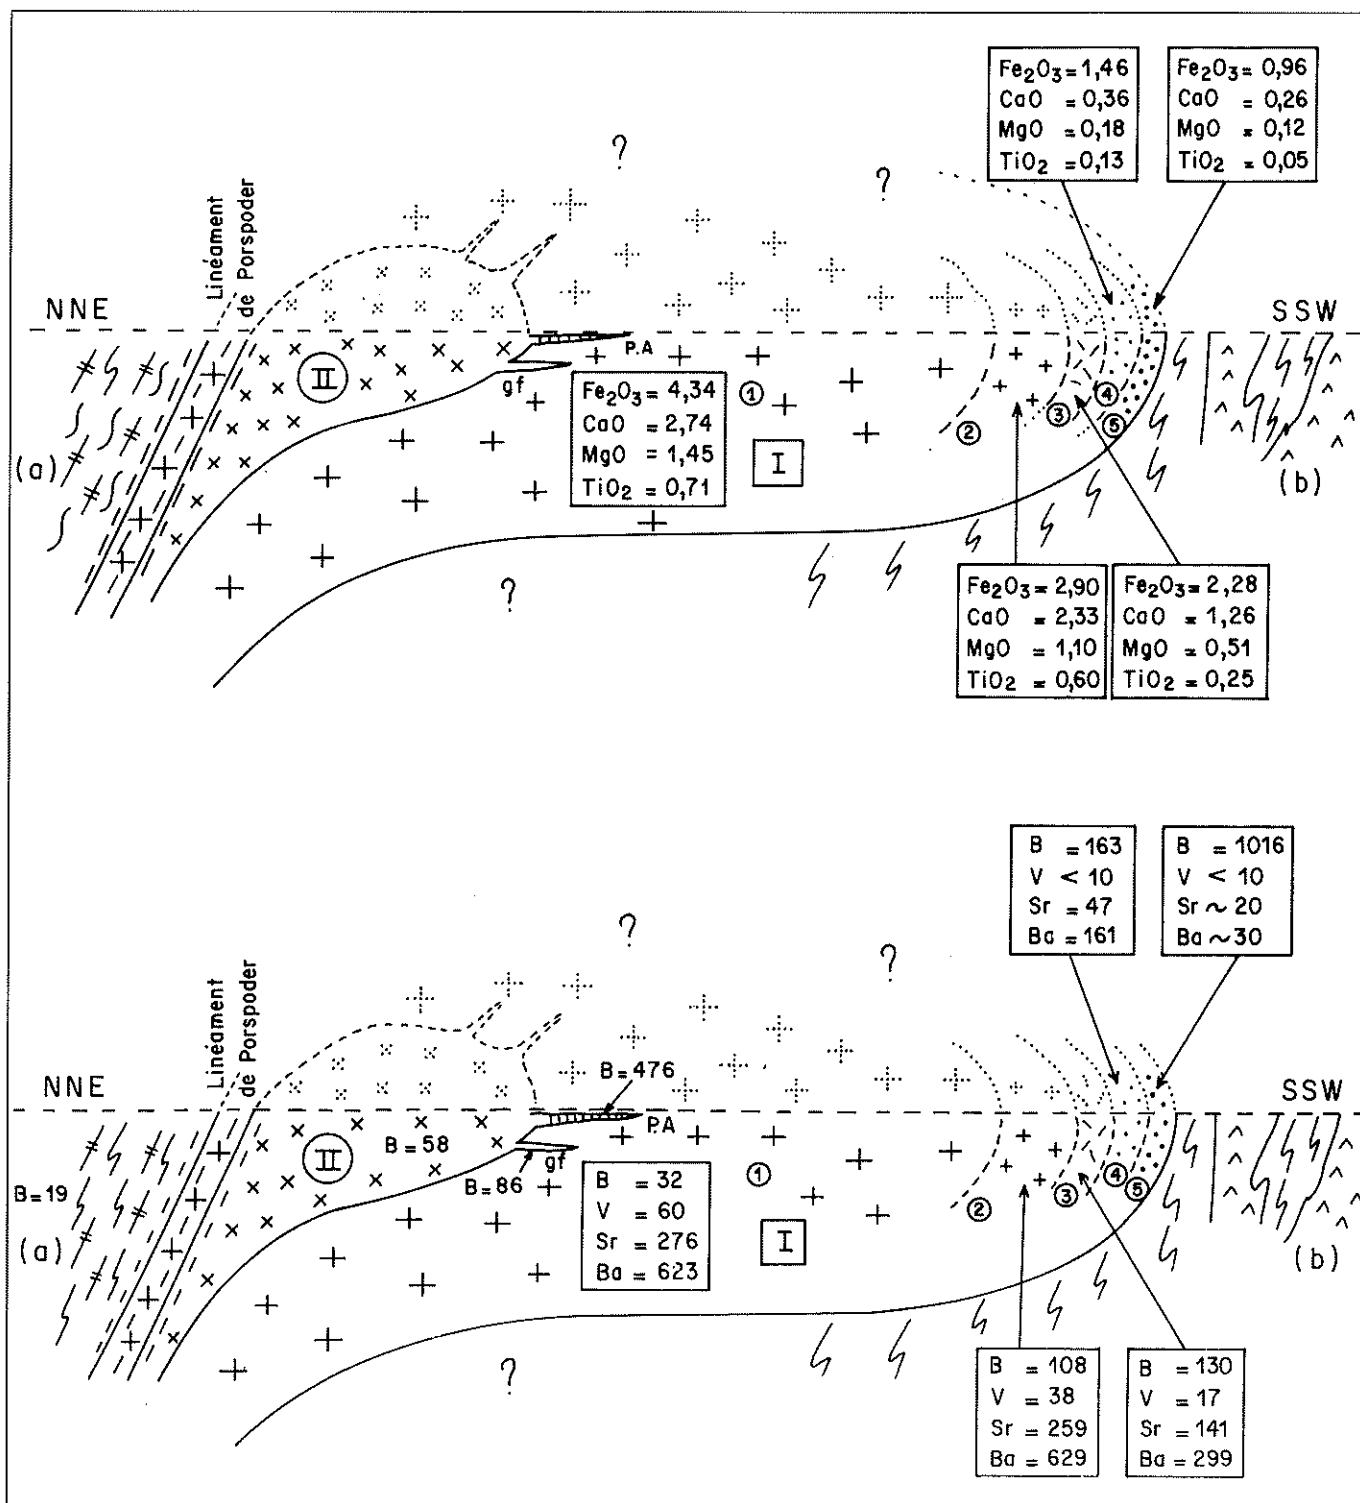 Fe2O3 = 1,46
CaO = 0,36
MgO = 0,18
TiO2 = 0,13
Fe2O3 = 0,96
CaO = 0,26
MgO = 0,12
TiO2 = 0,05
?
?
Linéament
de Porspoder
NNE
SSW
P.A
II
gf
Fe2O3 = 4,34
CaO = 2,74
MgO = 1,45
TiO2 = 0,71
1
I
2
3
4
5
(a)
(b)
?
Fe2O3 = 2,90
CaO = 2,33
MgO = 1,10
TiO2 = 0,60
Fe2O3 = 2,28
CaO = 1,26
MgO = 0,51
TiO2 = 0,25
B = 163
V < 10
Sr = 47
Ba = 161
B = 1016
V < 10
Sr ~ 20
Ba ~ 30
?
?
Linéament
de Porspoder
NNE
B = 476
SSW
P.A
II
B = 58
gf
B = 86
B = 19
B = 32
V = 60
Sr = 276
Ba = 623
1
I
2
3
4
5
(a)
(b)
?
B = 108
V = 38
Sr = 259
Ba = 629
B = 130
V = 17
Sr = 141
Ba = 299